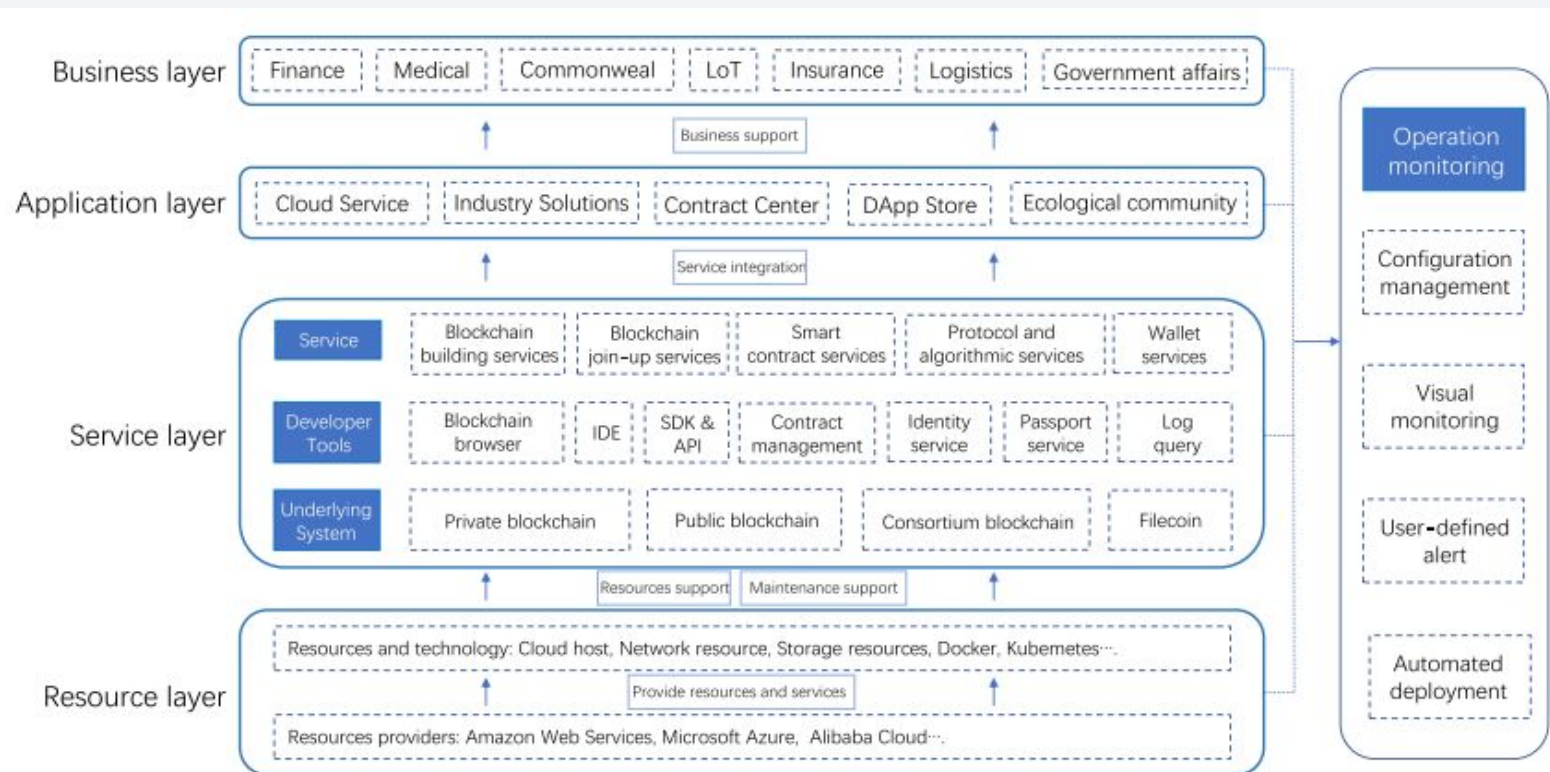 Business layer
Finance
Medical
Commonweal
LoT
Insurance
Logistics
Government affairs
Business support
Application layer
Cloud Service
Industry Solutions
Contract Center
DApp Store
Ecological community
Service integration
Service layer
Service
Blockchain
building services
Blockchain
join-up services
Smart
contract services
Protocol and
algorithmic services
Wallet
services
Developer
Tools
Blockchain
browser
IDE
SDK &
API
Contract
management
Identity
service
Passport
service
Log
query
Underlying
System
Private blockchain
Public blockchain
Consortium blockchain
Filecoin
Resources support
Maintenance support
Resource layer
Resources and technology: Cloud host, Network resource, Storage resources, Docker, Kubemetes···.
Provide resources and services
Resources providers: Amazon Web Services, Microsoft Azure, Alibaba Cloud···.
Operation
monitoring
Configuration
management
Visual
monitoring
User-defined
alert
Automated
deployment